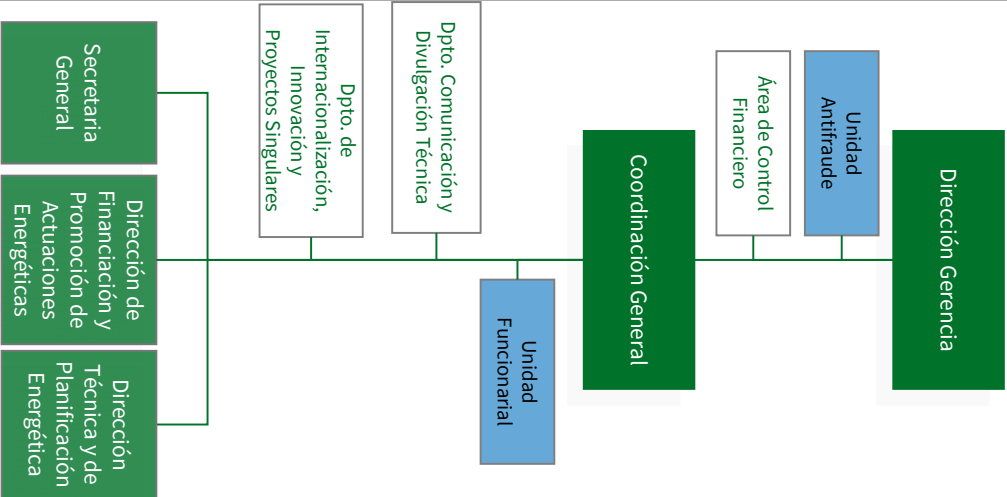 Dirección Gerencia
Unidad
Antifraude
Área de Control
Financiero
Coordinación General
Unidad
Funcionarial
Dpto. Comunicación y
Divulgación Técnica
Dpto. de
Internacionalización,
Innovación y
Proyectos Singulares
Secretaria
General
Dirección de
Financiación y
Promoción de
Actuaciones
Energéticas
Dirección
Técnica y de
Planificación
Energética